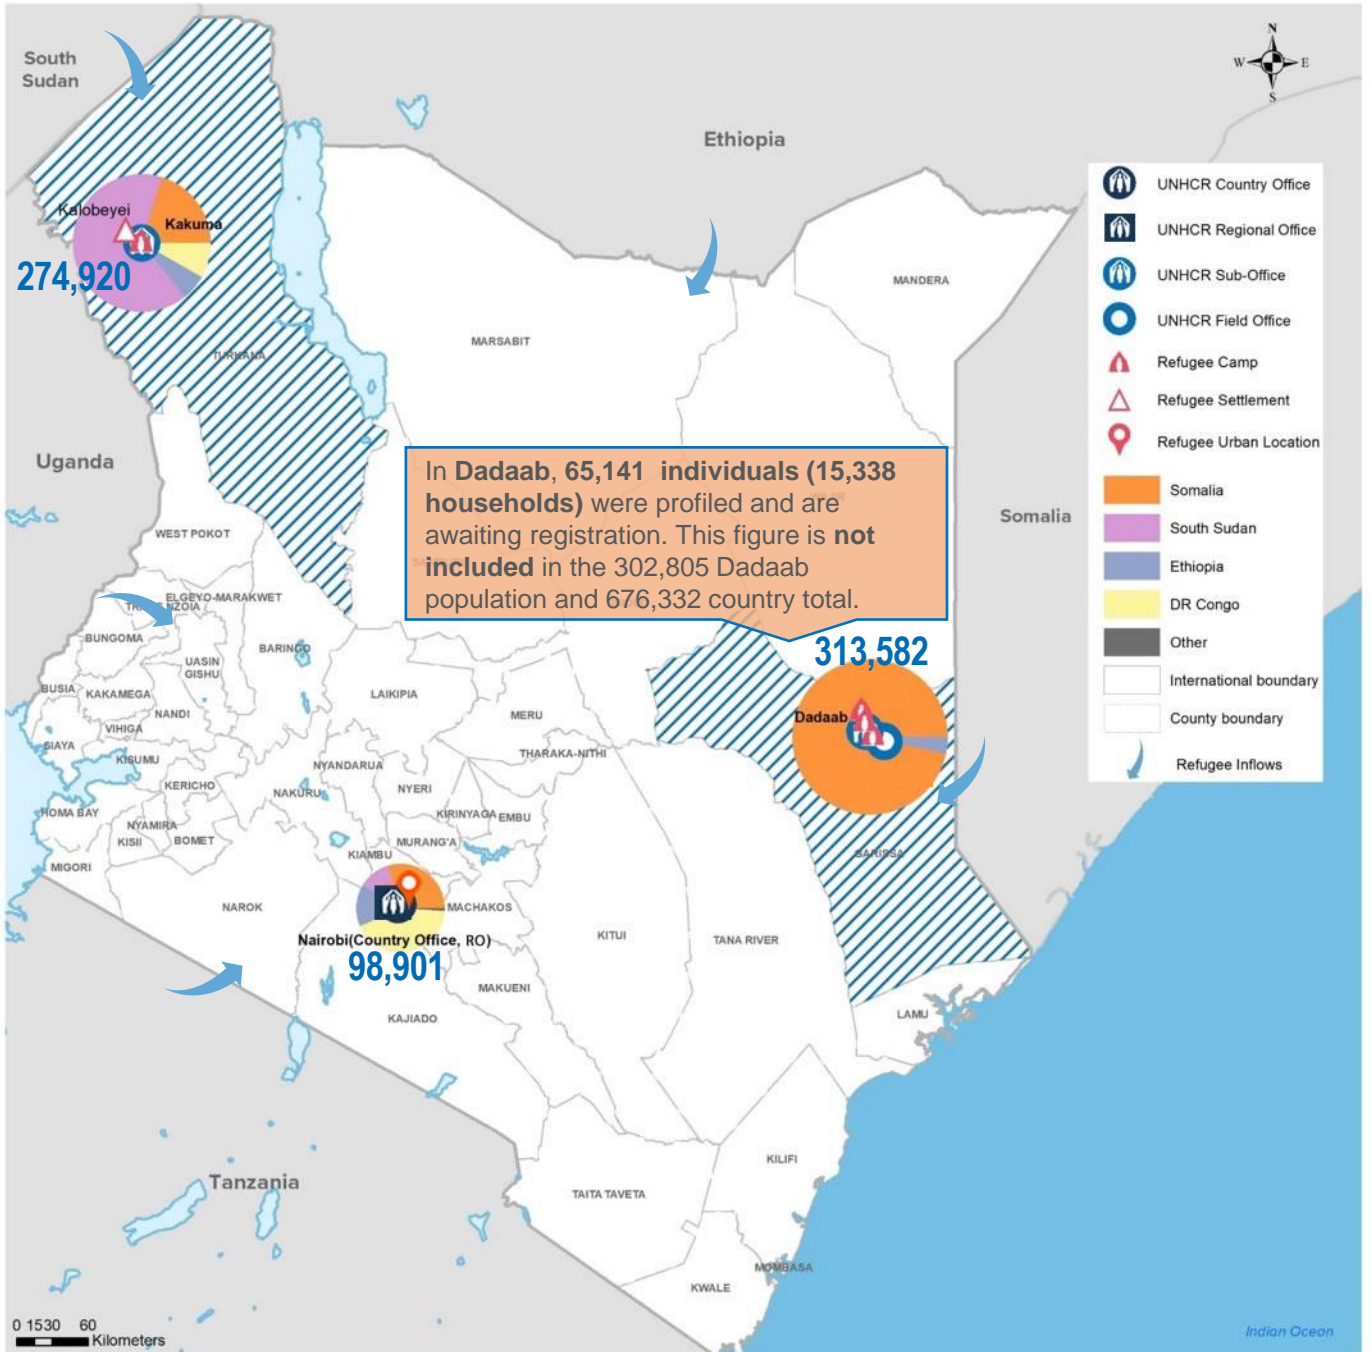 South
Sudan
N
W
E
S
Ethiopia
UNHCR Country Office
UNHCR Regional Office
UNHCR Sub-Office
UNHCR Field Office
Refugee Camp
Refugee Settlement
Refugee Urban Location
Somalia
South Sudan
Ethiopia
DR Congo
Other
International boundary
County boundary
Refugee Inflows
Kalobeyei
Kakuma
274,920
TURKANA
MARSABIT
MANDERA
Uganda
Somalia
In Dadaab, 65,141 individuals (15,338
households) were profiled and are
awaiting registration. This figure is not
included in the 302,805 Dadaab
population and 676,332 country total.
313,582
Dadaab
GARISSA
WEST POKOT
ELGEYO-MARAKWET
BUNGOMA
UASIN
GISHU
BARINGO
BUSIA
KAKAMEGA
NANDI
VIHIGA
SIAYA
KISUMU
LAIKIPIA
MERU
THARAKA-NITHI
NYANDARUA
KERICHO
NAKURU
NYERI
HOMA BAY
NYAMIRA
KISII
BOMET
KIRINYAGA
EMBU
MURANG'A
KIAMBU
MIGORI
NAROK
MACHAKOS
Nairobi(Country Office, RO)
98,901
KITUI
TANA RIVER
MAKUENI
KAJIADO
LAMU
KILIFI
Tanzania
TAITA TAVETA
MOMBASA
KWALE
0 1530 60
Kilometers
Indian Ocean